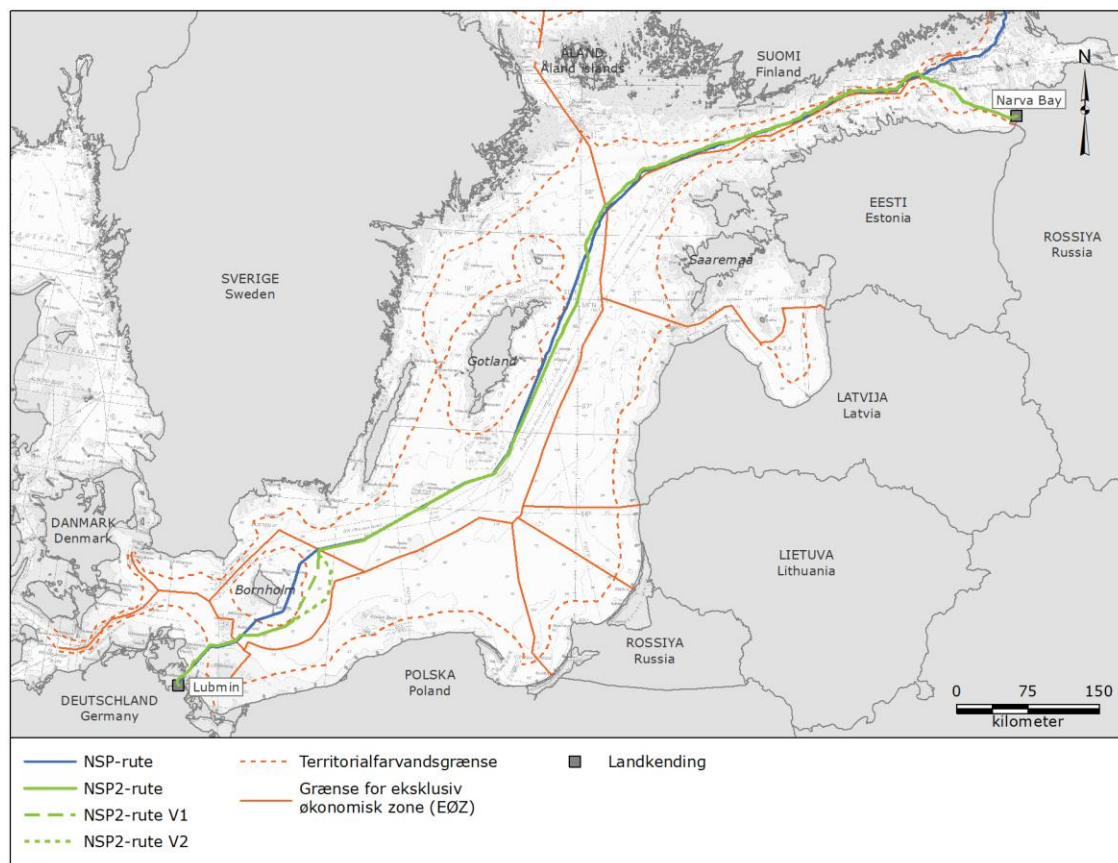 ÅLAND
Åland islands
SUOMI
Finland
N
Narva Bay
EESTI
Estonia
ROSSIYA
Russia
SVERIGE
Sweden
Saaremaa
Gotland
LATVIJA
Latvia
DANMARK
Denmark
LIETUVA
Lithuania
Bornholm
ROSSIYA
Russia
POLSKA
Poland
Lubmin
DEUTSCHLAND
Germany
0 75 150
kilometer
NSP-rute
NSP2-rute
NSP2-rute V1
NSP2-rute V2
Territorialfarvandsgrænse
Grænse for eksklusiv
økonomisk zone (EØZ)
Landkending